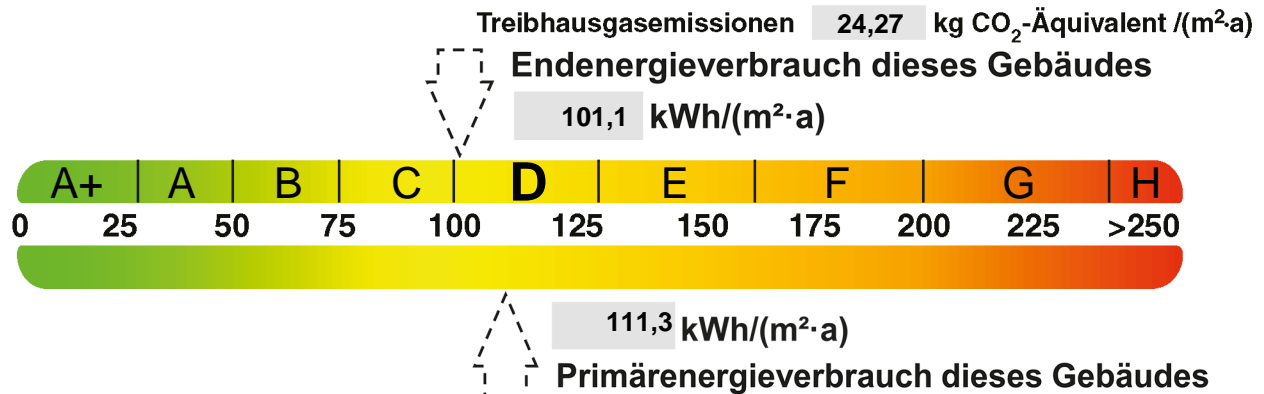 Treibhausgasemissionen 24,27 kg CO₂-Äquivalent /(m²·a)
Endenergieverbrauch dieses Gebäudes
101,1 kWh/(m²·a)
A+ A B C D E F G H
0 25 50 75 100 125 150 175 200 225 >250
111,3 kWh/(m²·a)
Primärenergieverbrauch dieses Gebäudes